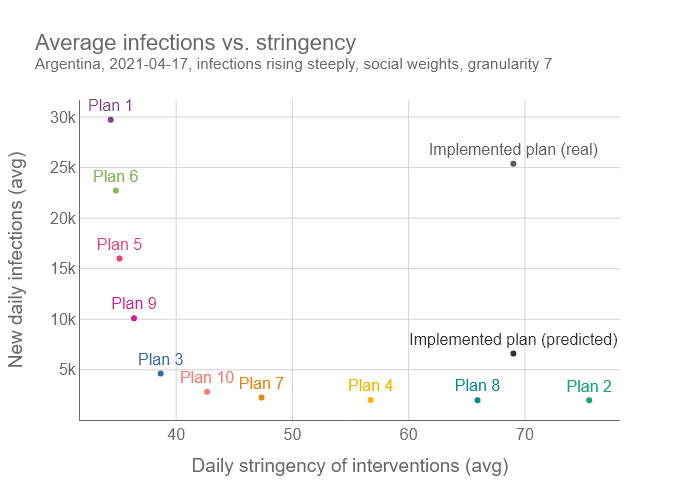 Average infections vs. stringency
Argentina, 2021-04-17, infections rising steeply, social weights, granularity 7
Plan 1
30k
Implemented plan (real)
25k
Plan 6
20k
Plan 5
15k
Plan 9
10k
Implemented plan (predicted)
Plan 3
5k
Plan 10
Plan 7
Plan 4
Plan 8
Plan 2
40
50
60
70
New daily infections (avg)
Daily stringency of interventions (avg)